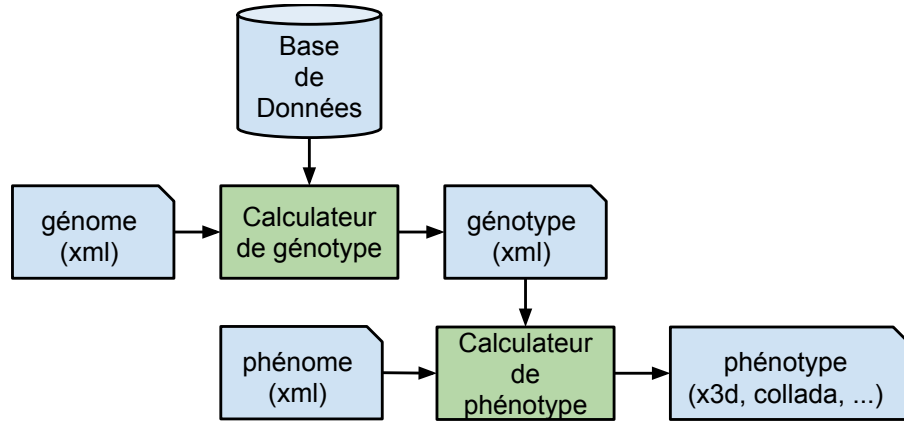 Base
de
Données
génome
(xml)
Calculateur
de génotype
génotype
(xml)
phénome
(xml)
Calculateur
de
phénotype
phénotype
(x3d, collada, ...)